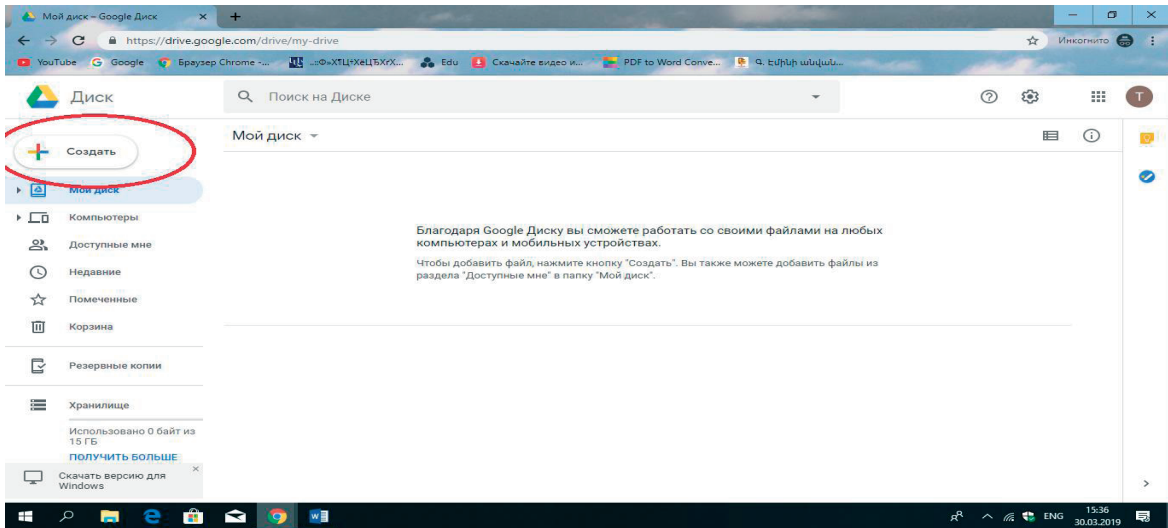 Мой диск – Google Диск
https://drive.google.com/drive/my-drive
Инкогнито
YouTube
Google
Браузер Chrome -...
Edu
Скачайте видео и...
PDF to Word Conve...
Диск
Поиск на Диске
T
Создать
Мой диск
Мой диск
Компьютеры
Доступные мне
Недавние
Помеченные
Корзина
Резервные копии
Хранилище
Использовано 0 байт из
15 ГБ
ПОЛУЧИТЬ БОЛЬШЕ
Скачать версию для
Windows
Благодаря Google Диску вы сможете работать со своими файлами на любых
компьютерах и мобильных устройствах.
Чтобы добавить файл, нажмите кнопку "Создать". Вы также можете добавить файлы из
раздела "Доступные мне" в папку "Мой диск".
ENG
15:36
30.03.2019